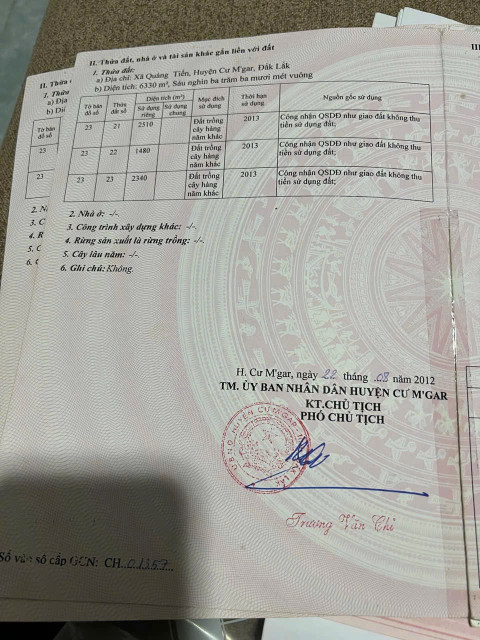 II. Thửa đất, nhà ở và tài sản khác gắn liền với đất
1. Thửa đất:
a) Địa chỉ: Xã Quảng Tiến, Huyện Cư M'gar, Đăk Lăk
b) Diện tích: 6330 m², Sáu nghìn ba trăm ba mươi mét vuông
Tờ bản đồ số | Thửa đất số | Diện tích (m²) Sử dụng riêng | Sử dụng chung | Mục đích sử dụng | Thời hạn sử dụng | Nguồn gốc sử dụng
23 | 21 | 2510 | Đất trồng cây hàng năm khác | 2013 | Công nhận QSDĐ như giao đất không thu tiền sử dụng đất;
23 | 22 | 1480 | Đất trồng cây hàng năm khác | 2013 | Công nhận QSDĐ như giao đất không thu tiền sử dụng đất;
23 | 23 | 2340 | Đất trồng cây hàng năm khác | 2013 | Công nhận QSDĐ như giao đất không thu tiền sử dụng đất;
2. Nhà ở: -/-.
3. Công trình xây dựng khác: -/-.
4. Rừng sản xuất là rừng trồng: -/-.
5. Cây lâu năm: -/-.
6. Ghi chú: Không.
H. Cư M'gar, ngày 22 tháng 08 năm 2012
TM. ỦY BAN NHÂN DÂN HUYỆN CƯ M'GAR
KT.CHỦ TỊCH
PHÓ CHỦ TỊCH
U.B.N.D HUYỆN CƯ M'GAR
Trương Văn Chỉ
Số vào sổ cấp GCN: CH 01357